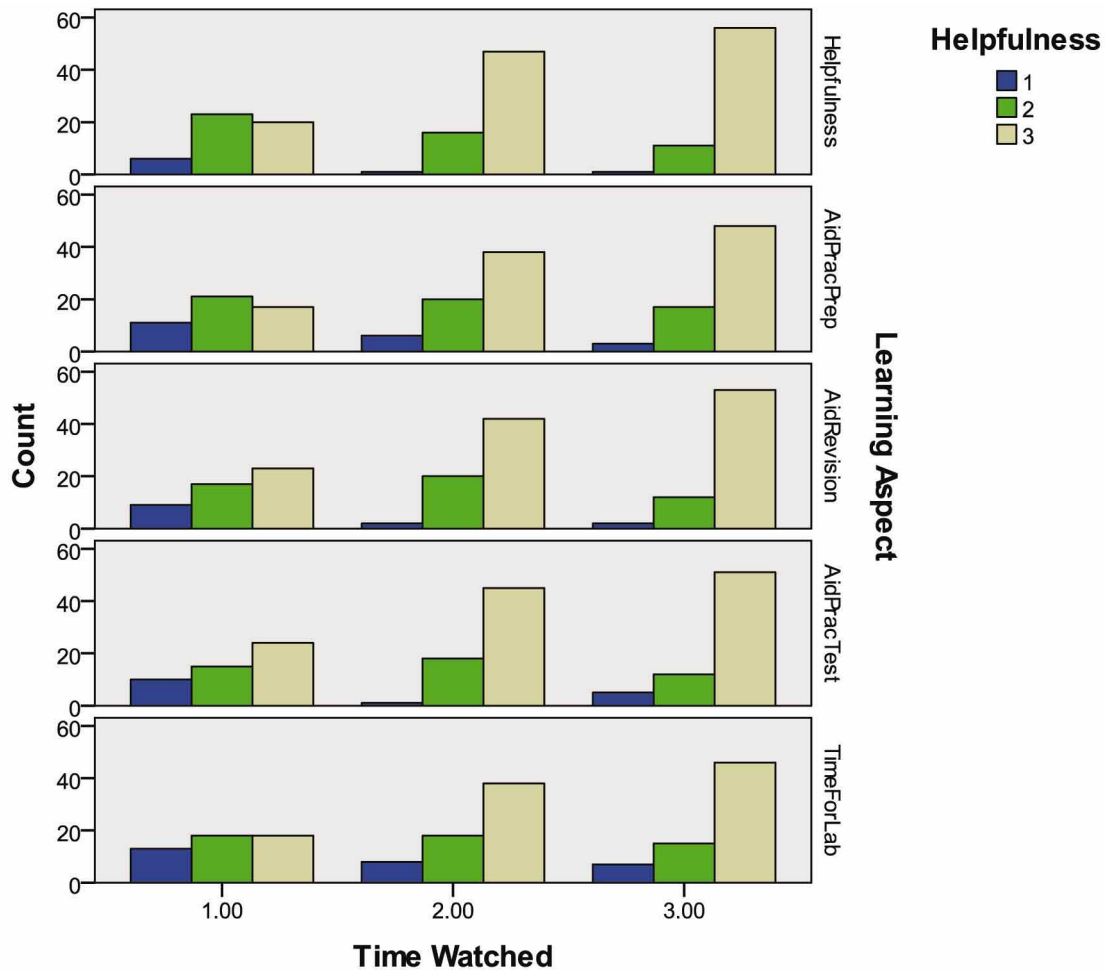 Helpfulness
1
2
3
Count
60
40
20
0
Helpfulness
60
40
20
0
AidPracPrep
60
40
20
0
AidRevision
60
40
20
0
AidPracTest
60
40
20
0
TimeForLab
Learning Aspect
1.00
2.00
3.00
Time Watched